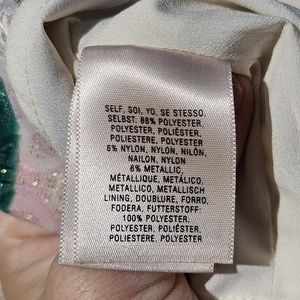 SELF, SOI, YO, SE STESSO,
SELBST: 88% POLYESTER,
POLYESTER, POLIÉSTER,
POLIESTERE, POLYESTER
6% NYLON, NYLON, NILÓN,
NAILON, NYLON
6% METALLIC,
MÉTALLIQUE, METÁLICO,
METALLICO, METALLISCH
LINING, DOUBLURE, FORRO,
FODERA, FUTTERSTOFF:
100% POLYESTER,
POLYESTER, POLIÉSTER,
POLIESTERE, POLYESTER